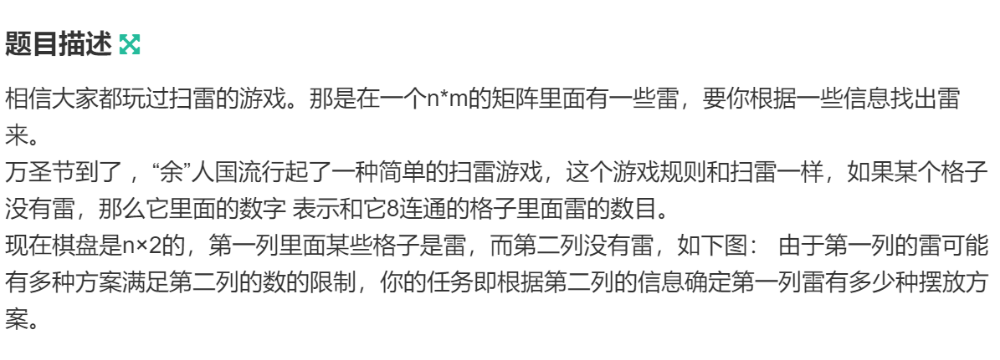 题目描述
相信大家都玩过扫雷的游戏。那是在一个n*m的矩阵里面有一些雷，要你根据一些信息找出雷
来。
万圣节到了 ，“余”人国流行起了一种简单的扫雷游戏，这个游戏规则和扫雷一样，如果某个格子
没有雷，那么它里面的数字 表示和它8连通的格子里面雷的数目。
现在棋盘是n×2的，第一列里面某些格子是雷，而第二列没有雷，如下图： 由于第一列的雷可能
有多种方案满足第二列的数的限制，你的任务即根据第二列的信息确定第一列雷有多少种摆放方
案。